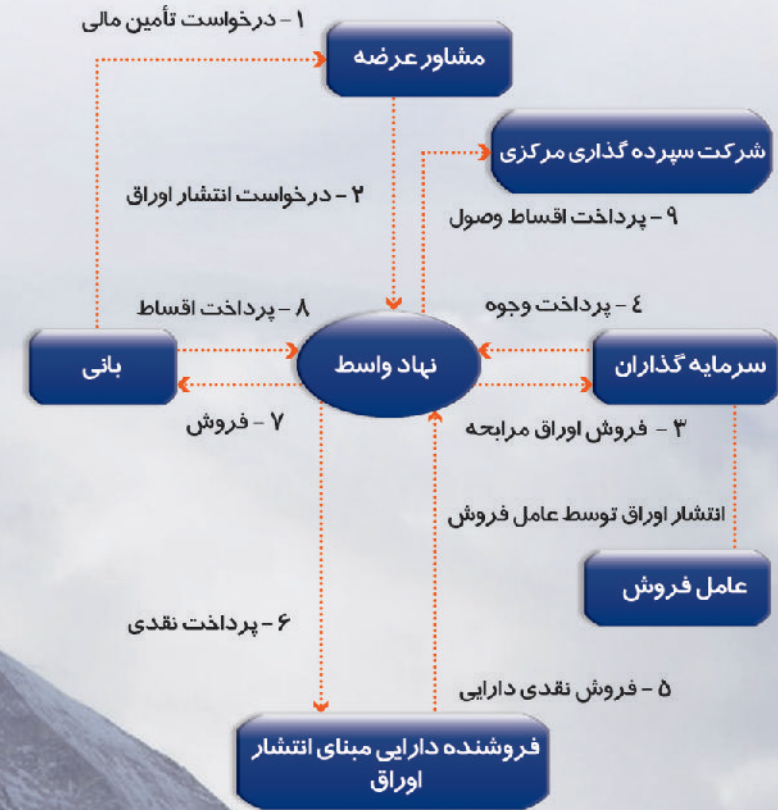 ۱ - درخواست تأمین مالی
مشاور عرضه
شرکت سپرده گذاری مرکزی
۲ - درخواست انتشار اوراق
۹ - پرداخت اقساط وصول
۸ - پرداخت اقساط
٤ - پرداخت وجوه
بانی
نهاد واسط
سرمایه گذاران
۷ - فروش
۳ - فروش اوراق مرابحه
انتشار اوراق توسط عامل فروش
عامل فروش
۶ - پرداخت نقدی
۵ - فروش نقدی دارایی
فروشنده دارایی مبنای انتشار
اوراق